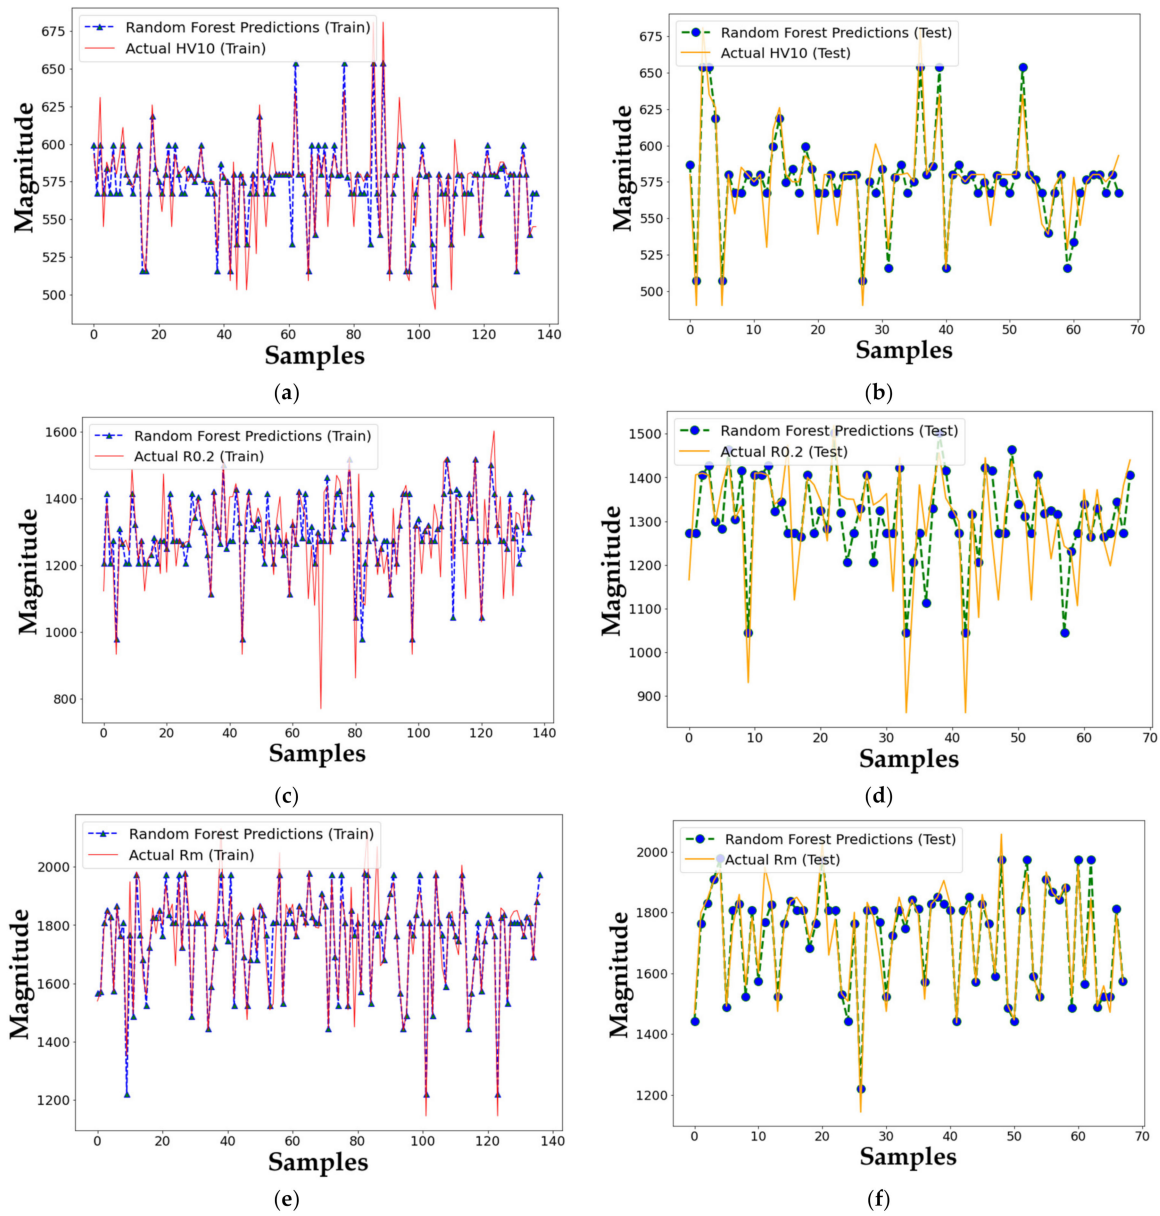 Random Forest Predictions (Train)
Actual HV10 (Train)
Magnitude
675
650
625
600
575
550
525
500
0
20
40
60
80
100
120
140
Samples
(a)
Random Forest Predictions (Test)
Actual HV10 (Test)
Magnitude
675
650
625
600
575
550
525
500
0
10
20
30
40
50
60
70
Samples
(b)
Random Forest Predictions (Train)
Actual R0.2 (Train)
Magnitude
1600
1400
1200
1000
800
0
20
40
60
80
100
120
140
Samples
(c)
Random Forest Predictions (Test)
Actual R0.2 (Test)
Magnitude
1500
1400
1300
1200
1100
1000
900
0
10
20
30
40
50
60
70
Samples
(d)
Random Forest Predictions (Train)
Actual Rm (Train)
Magnitude
2000
1800
1600
1400
1200
0
20
40
60
80
100
120
140
Samples
(e)
Random Forest Predictions (Test)
Actual Rm (Test)
Magnitude
2000
1800
1600
1400
1200
0
10
20
30
40
50
60
70
Samples
(f)